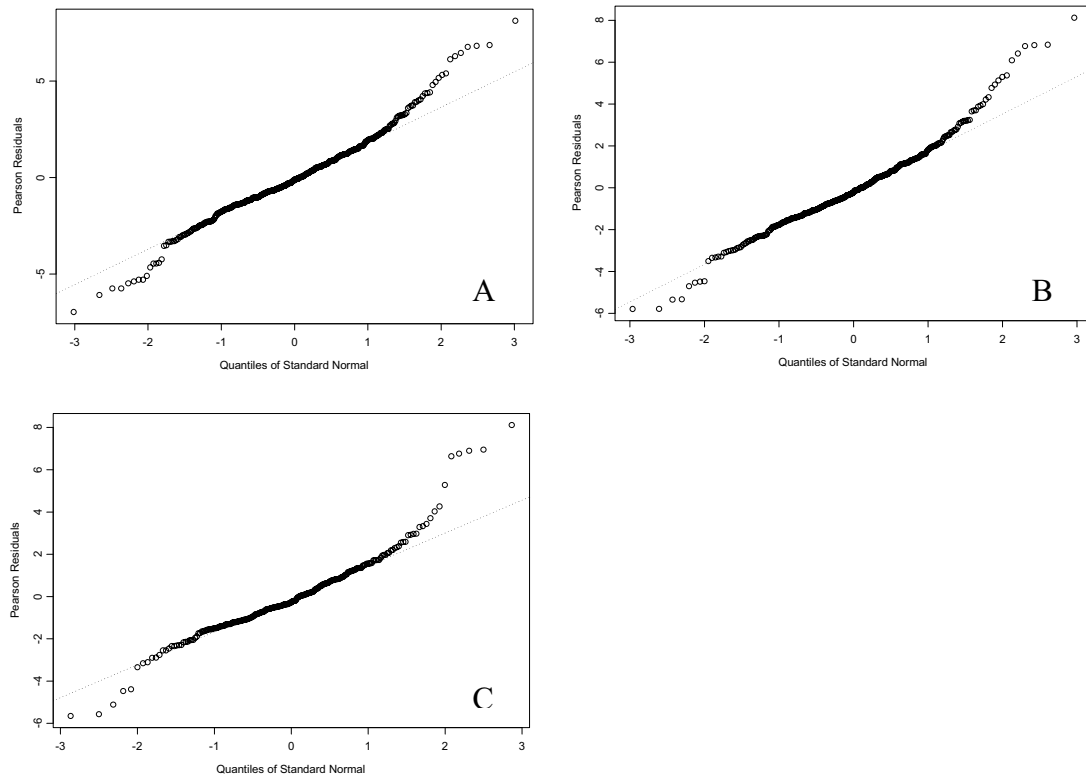 Pearson Residuals
5
0
-5
A
-3 -2 -1 0 1 2 3
Quantiles of Standard Normal
Pearson Residuals
8
6
4
2
0
-2
-4
-6
B
-3 -2 -1 0 1 2 3
Quantiles of Standard Normal
Pearson Residuals
8
6
4
2
0
-2
-4
-6
C
-3 -2 -1 0 1 2 3
Quantiles of Standard Normal